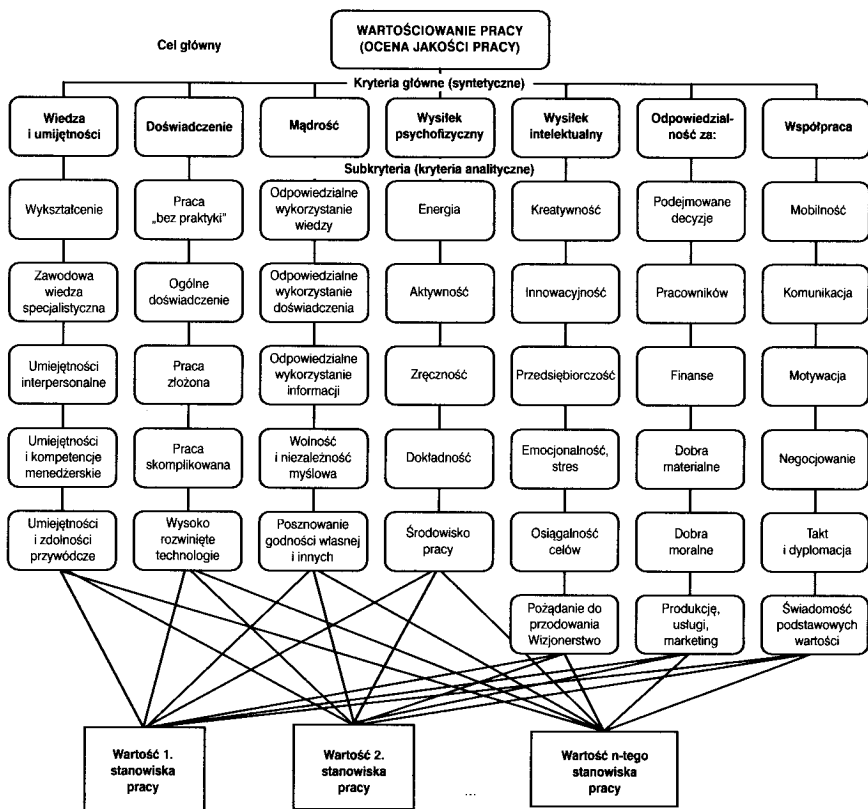 Cel główny
WARTOŚCIOWANIE PRACY
(OCENA JAKOŚCI PRACY)
Kryteria główne (syntetyczne)
Wiedza
i umijętności
Doświadczenie
Mądrość
Wysiłek
psychofizyczny
Wysiłek
intelektualny
Odpowiedzial-
ność za:
Współpraca
Subkryteria (kryteria analityczne)
Wykształcenie
Praca
„bez praktyki"
Odpowiedzialne
wykorzystanie
wiedzy
Energia
Kreatywność
Podejmowane
decyzje
Mobilność
Zawodowa
wiedza
specjalistyczna
Ogólne
doświadczenie
Odpowiedzialne
wykorzystanie
doświadczenia
Aktywność
Innowacyjność
Pracowników
Komunikacja
Umiejętności
interpersonalne
Praca
złożona
Odpowiedzialne
wykorzystanie
informacji
Zręczność
Przedsiębiorczość
Finanse
Motywacja
Umiejętności
i kompetencje
menedżerskie
Praca
skomplikowana
Wolność
i niezależność
myślowa
Dokładność
Emocjonalność,
stres
Dobra
materialne
Negocjowanie
Umiejętności
i zdolności
przywódcze
Wysoko
rozwinięte
technologie
Posznowanie
godności własnej
i innych
Środowisko
pracy
Osiągalność
celów
Dobra
moralne
Takt
i dyplomacja
Pożądanie do
przodowania
Wizjonerstwo
Produkcję,
usługi,
marketing
Świadomość
podstawowych
wartości
Wartość 1.
stanowiska
pracy
Wartość 2.
stanowiska
pracy
...
Wartość n-tego
stanowiska
pracy